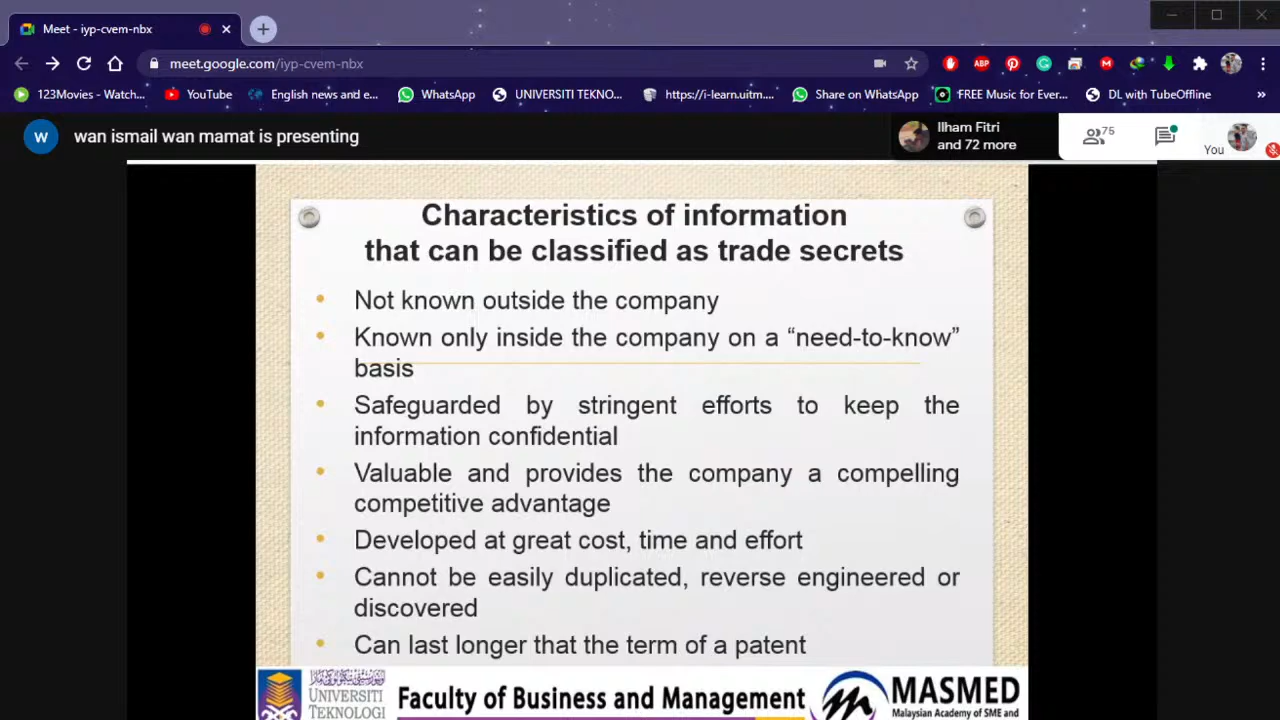 Meet - iyp-cvem-nbx
meet.google.com/iyp-cvem-nbx
123Movies - Watch...
YouTube
English news and e...
WhatsApp
UNIVERSITI TEKNO...
https://i-learn.uitm....
Share on WhatsApp
FREE Music for Ever...
DL with TubeOffline
W
wan ismail wan mamat is presenting
Ilham Fitri
and 72 more
75
You
Characteristics of information
that can be classified as trade secrets
• Not known outside the company
• Known only inside the company on a “need-to-know”
basis
• Safeguarded by stringent efforts to keep the
information confidential
• Valuable and provides the company a compelling
competitive advantage
• Developed at great cost, time and effort
• Cannot be easily duplicated, reverse engineered or
discovered
• Can last longer that the term of a patent
UNIVERSITI
TEKNOLOGI
Faculty of Business and Management
MASMED
Malaysian Academy of SME and